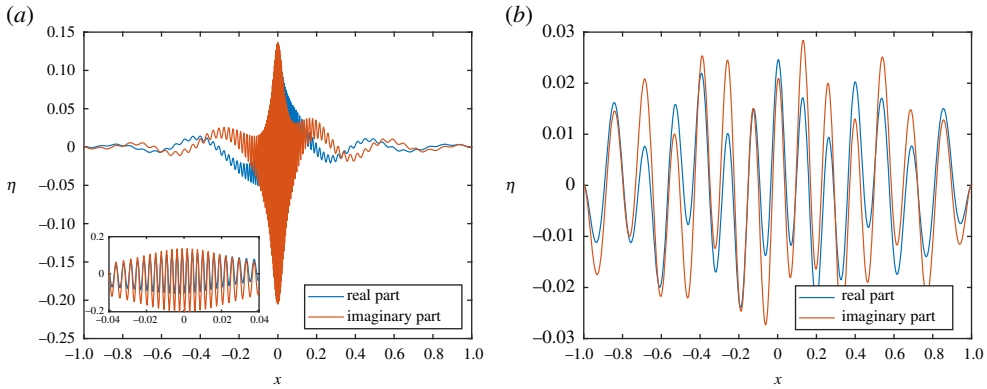 (a)
0.15
0.10
0.05
0
–0.05
–0.10
–0.15
–0.20
–0.25
η
–1.0 –0.8 –0.6 –0.4 –0.2 0 0.2 0.4 0.6 0.8 1.0
x
0.2
0
–0.2
–0.04 –0.02 0 0.02 0.04
real part
imaginary part
(b)
0.03
0.02
0.01
0
–0.01
–0.02
–0.03
η
–1.0 –0.8 –0.6 –0.4 –0.2 0 0.2 0.4 0.6 0.8 1.0
x
real part
imaginary part